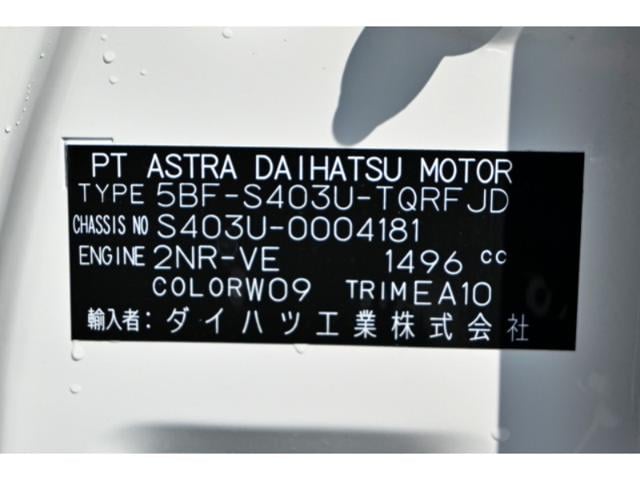 PT ASTRA DAIHATSU MOTOR
TYPE 5BF-S403U-TQRFJD
CHASSIS NO S403U-0004181
ENGINE 2NR-VE 1496 cc
COLOR W09 TRIM EA10
輸入者: ダイハツ工業株式会社